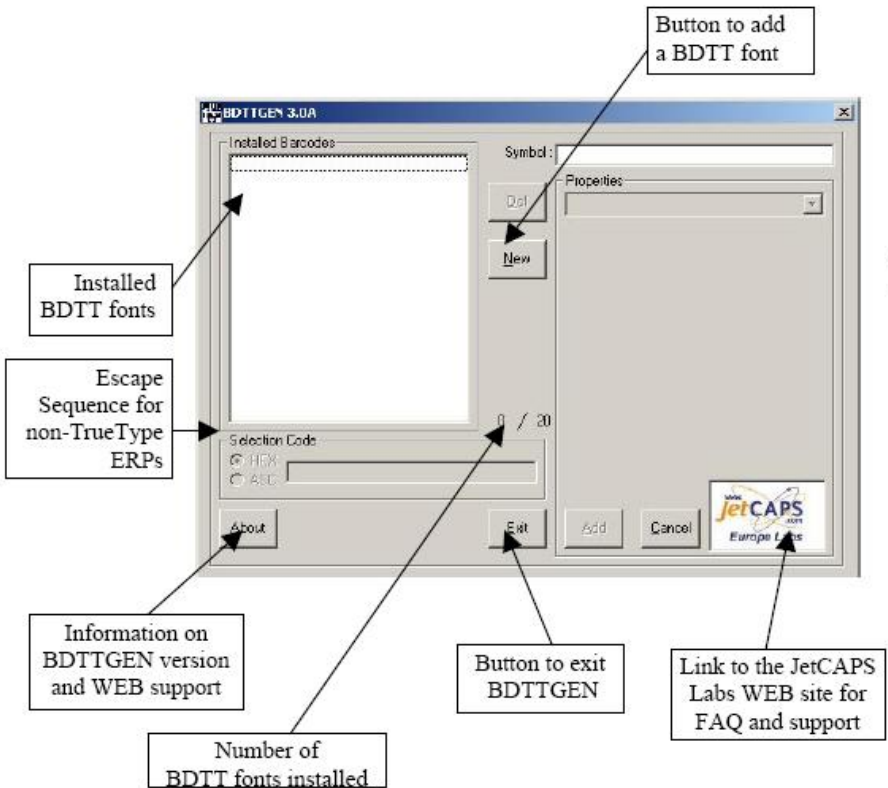 Button to add
a BDTT font
BDTTGEN 3.0A
Installed Barcodes
Symbol :
Properties
Del
New
Installed
BDTT fonts
Escape
Sequence for
non-TrueType
ERPs
0 / 20
Selection Code
HEX
ASC
About
Exit
Add
Cancel
www.
jetCAPS
.com
Europe Labs
Information on
BDTTGEN version
and WEB support
Button to exit
BDTTGEN
Link to the JetCAPS
Labs WEB site for
FAQ and support
Number of
BDTT fonts installed